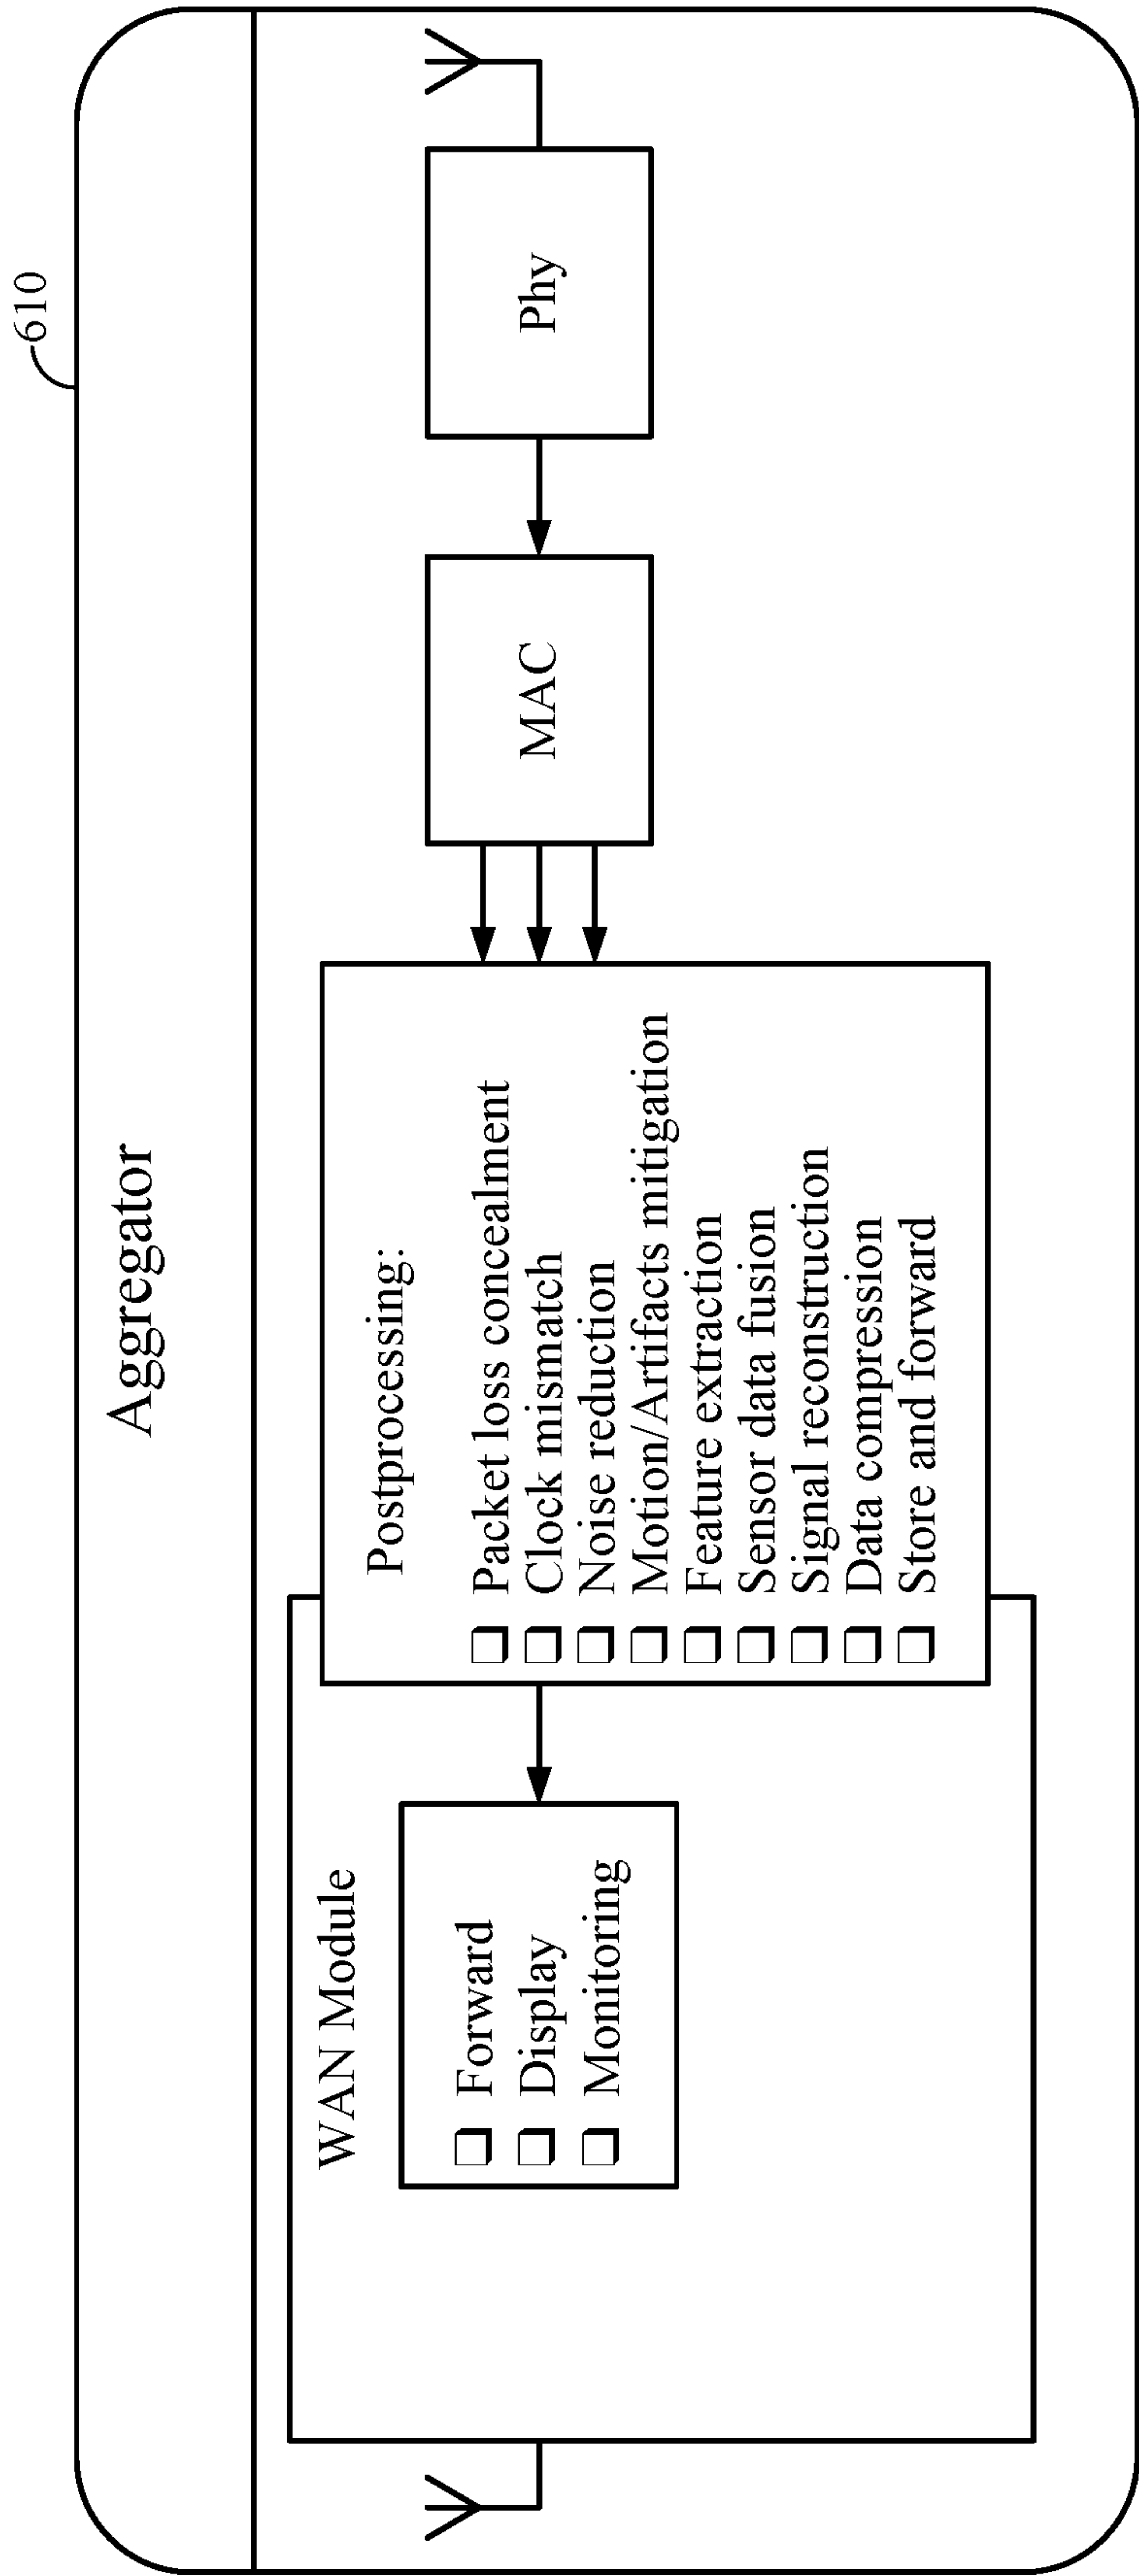 610
Aggregator
WAN Module
Forward
Display
Monitoring
Postprocessing:
Packet loss concealment
Clock mismatch
Noise reduction
Motion/Artifacts mitigation
Feature extraction
Sensor data fusion
Signal reconstruction
Data compression
Store and forward
MAC
Phy